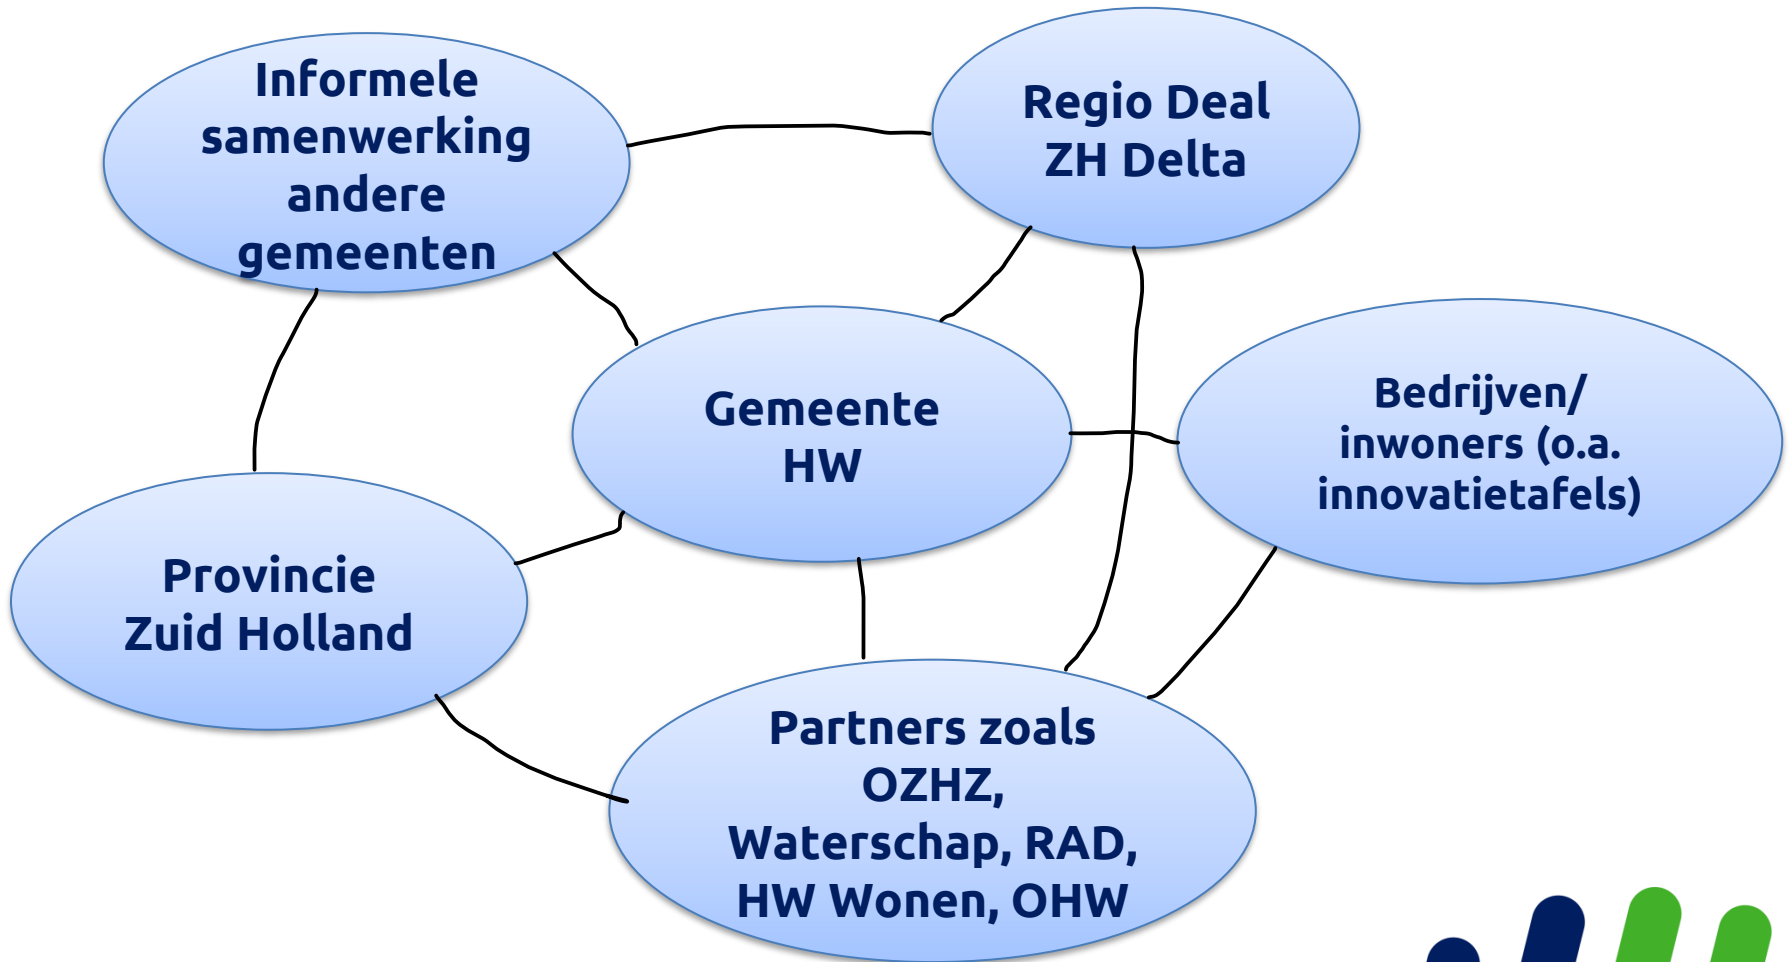 Informele
samenwerking
andere
gemeenten
Regio Deal
ZH Delta
Gemeente
HW
Bedrijven/
inwoners (o.a.
innovatietafels)
Provincie
Zuid Holland
Partners zoals
OZHZ,
Waterschap, RAD,
HW Wonen, OHW